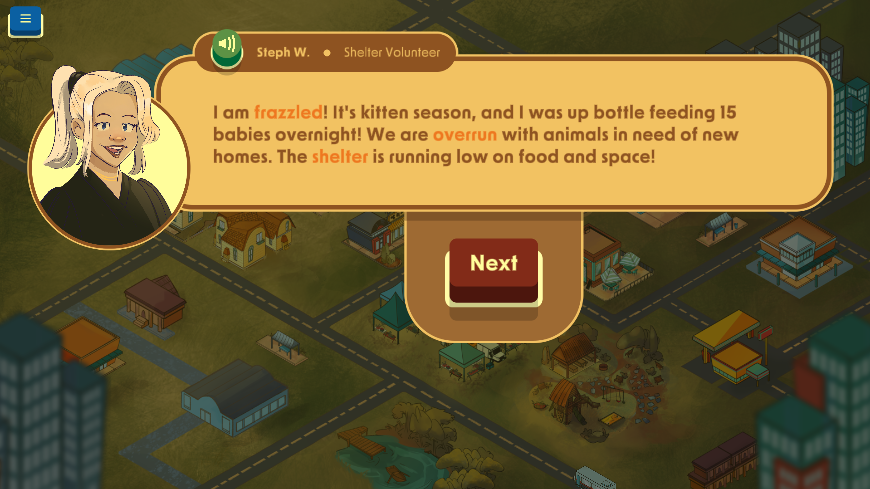 Steph W. ● Shelter Volunteer
I am frazzled! It's kitten season, and I was up bottle feeding 15
babies overnight! We are overrun with animals in need of new
homes. The shelter is running low on food and space!
Next